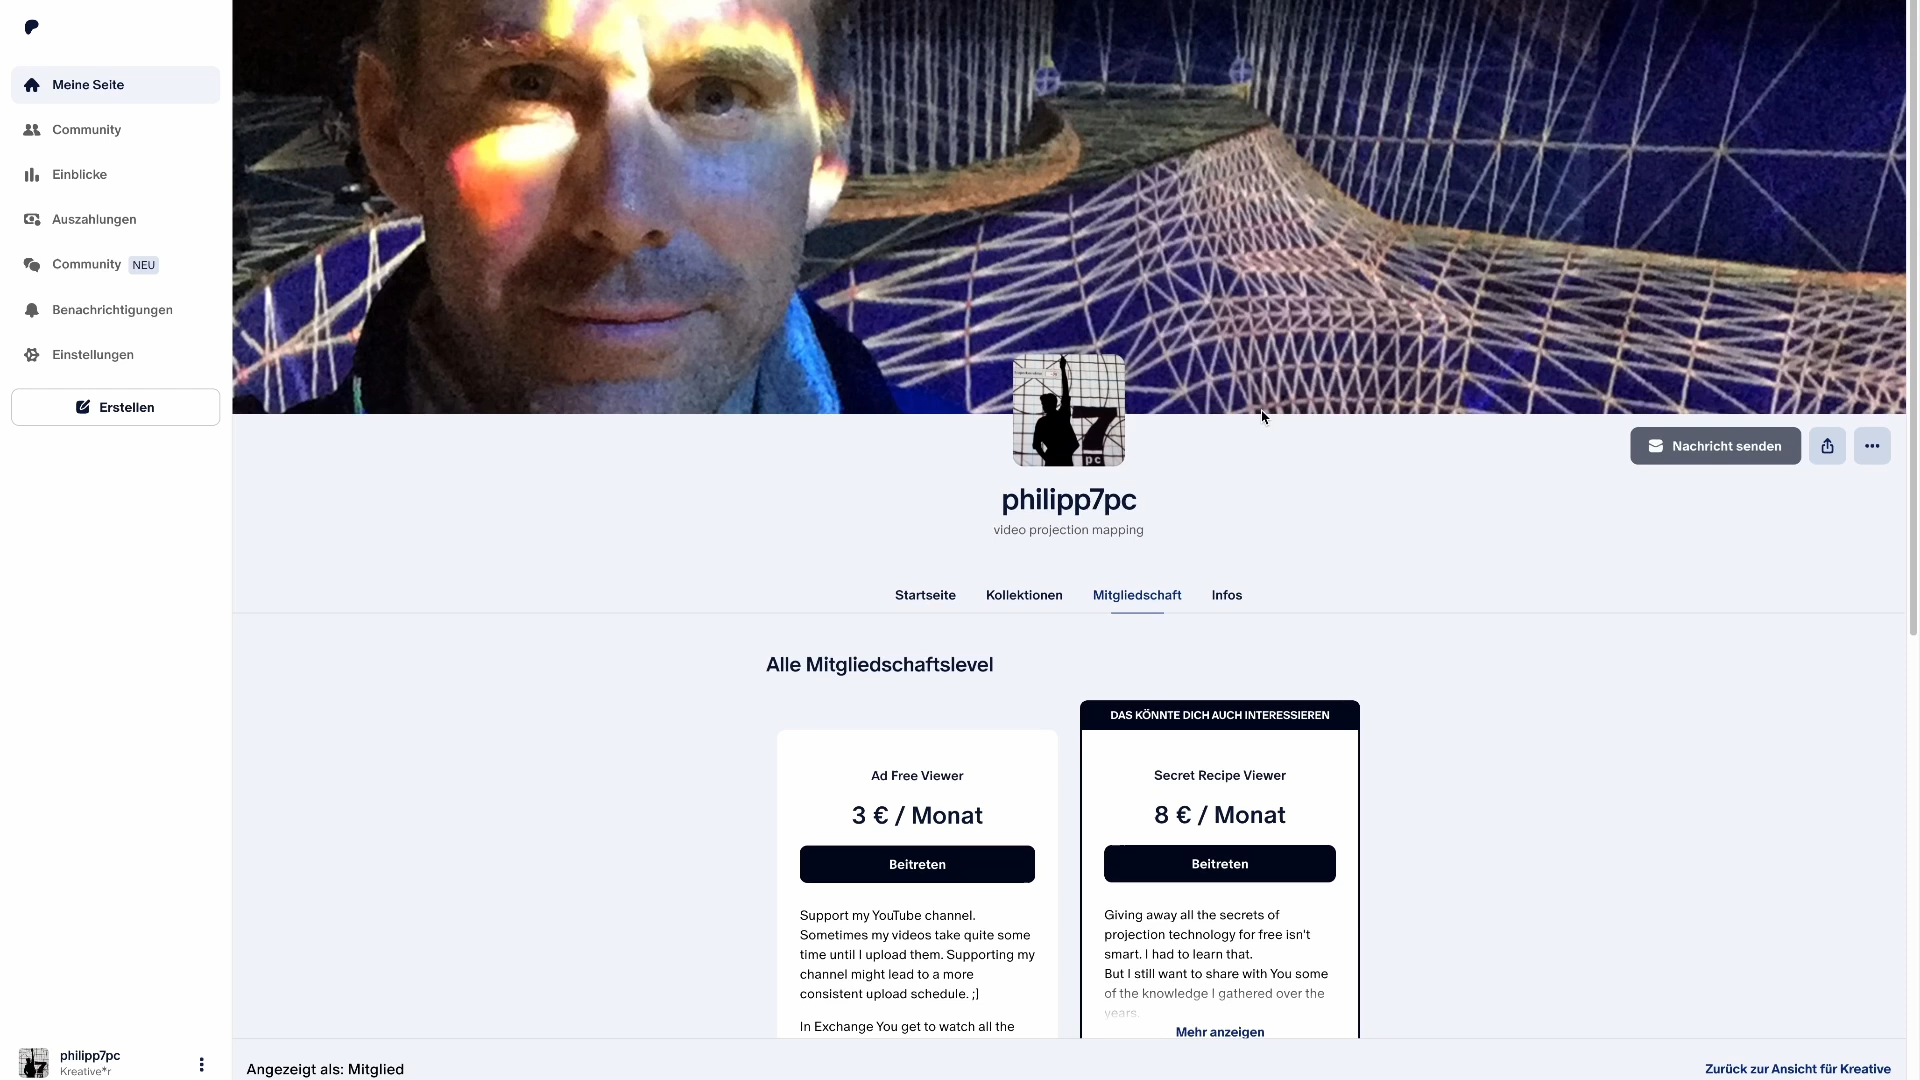 Meine Seite
Community
Einblicke
Auszahlungen
Community NEU
Benachrichtigungen
Einstellungen
Erstellen
7
pc
Nachricht senden
philipp7pc
video projection mapping
Startseite Kollektionen Mitgliedschaft Infos
Alle Mitgliedschaftslevel
Ad Free Viewer
3 € / Monat
Beitreten
Support my YouTube channel.
Sometimes my videos take quite some
time until I upload them. Supporting my
channel might lead to a more
consistent upload schedule. ;]
In Exchange You get to watch all the
DAS KÖNNTE DICH AUCH INTERESSIEREN
Secret Recipe Viewer
8 € / Monat
Beitreten
Giving away all the secrets of
projection technology for free isn't
smart. I had to learn that.
But I still want to share with You some
of the knowledge I gathered over the
years.
Mehr anzeigen
philipp7pc
Kreative*r
Angezeigt als: Mitglied
Zurück zur Ansicht für Kreative